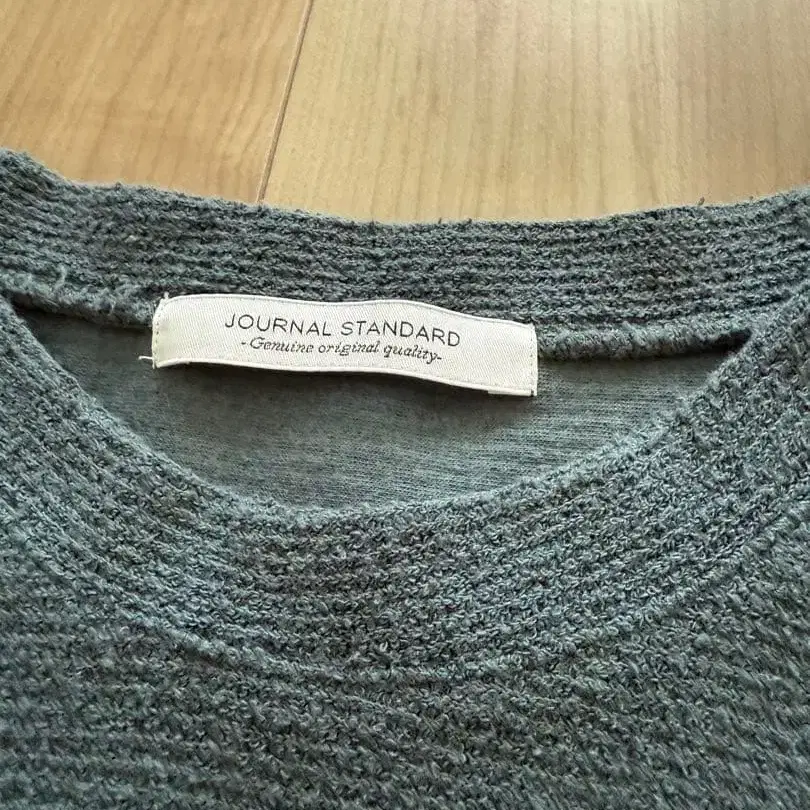 JOURNAL STANDARD
-Genuine original quality-